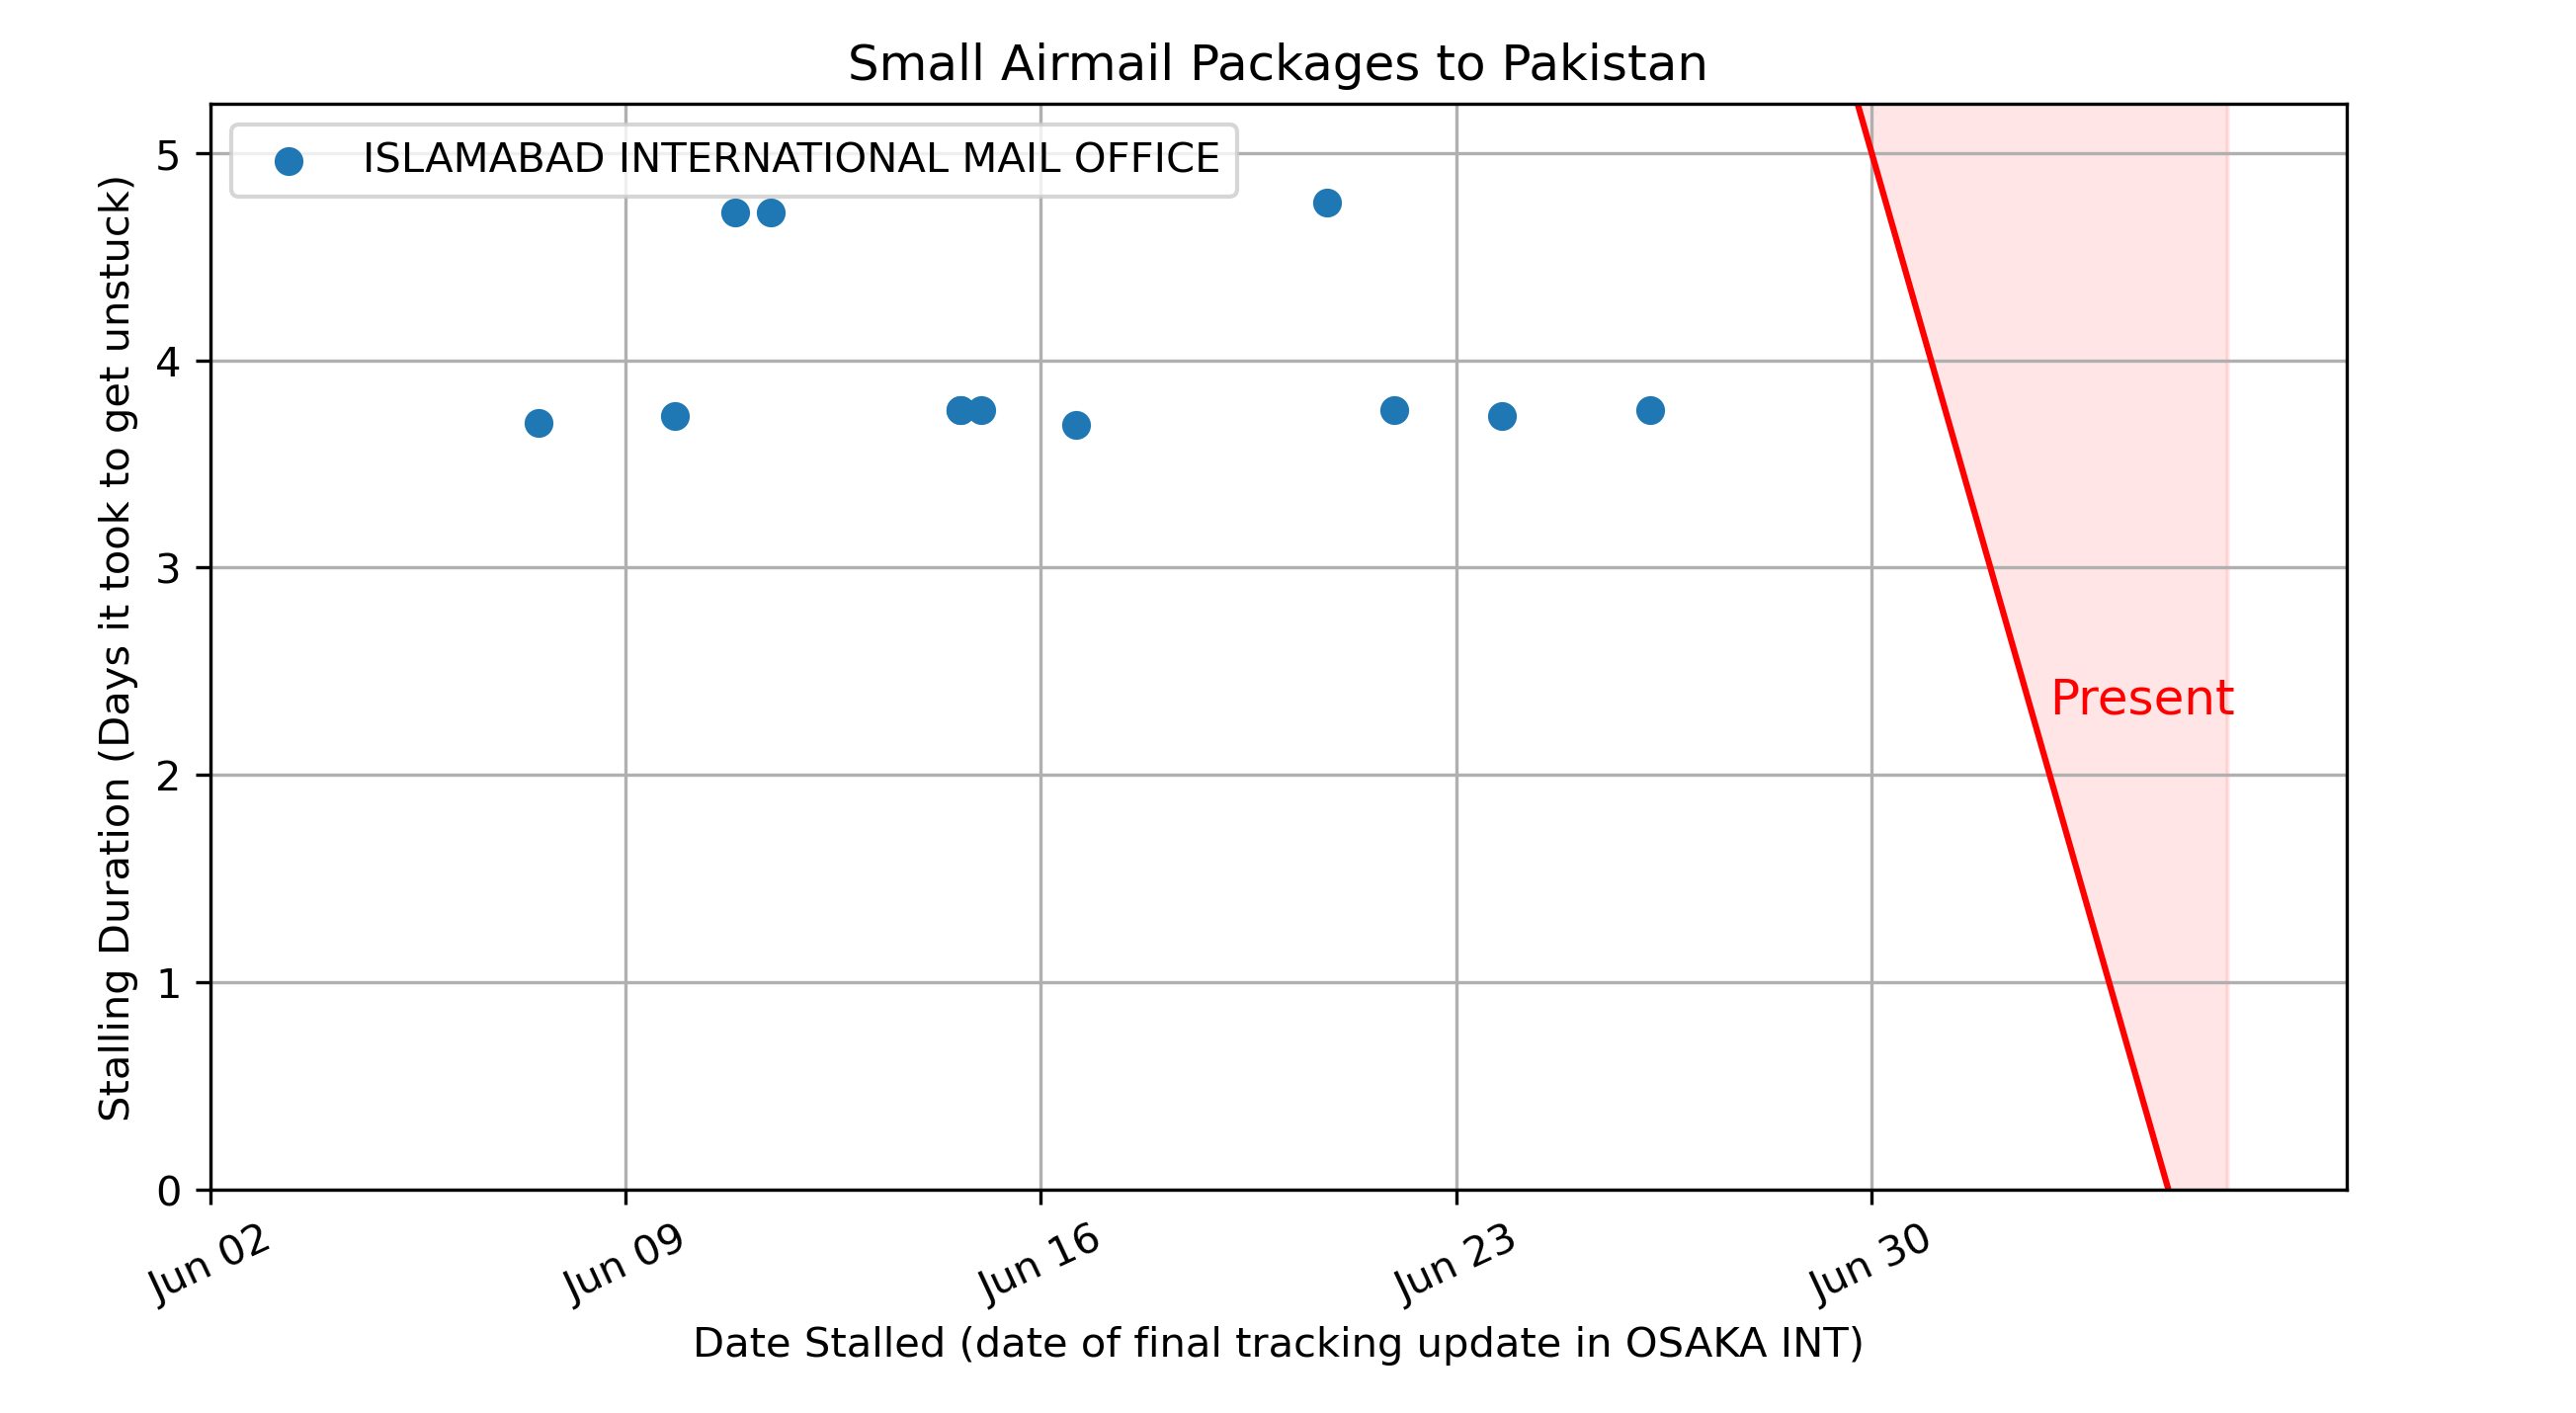 Small Airmail Packages to Pakistan
ISLAMABAD INTERNATIONAL MAIL OFFICE
Stalling Duration (Days it took to get unstuck)
5
4
3
2
1
0
Present
Jun 02
Jun 09
Jun 16
Jun 23
Jun 30
Date Stalled (date of final tracking update in OSAKA INT)